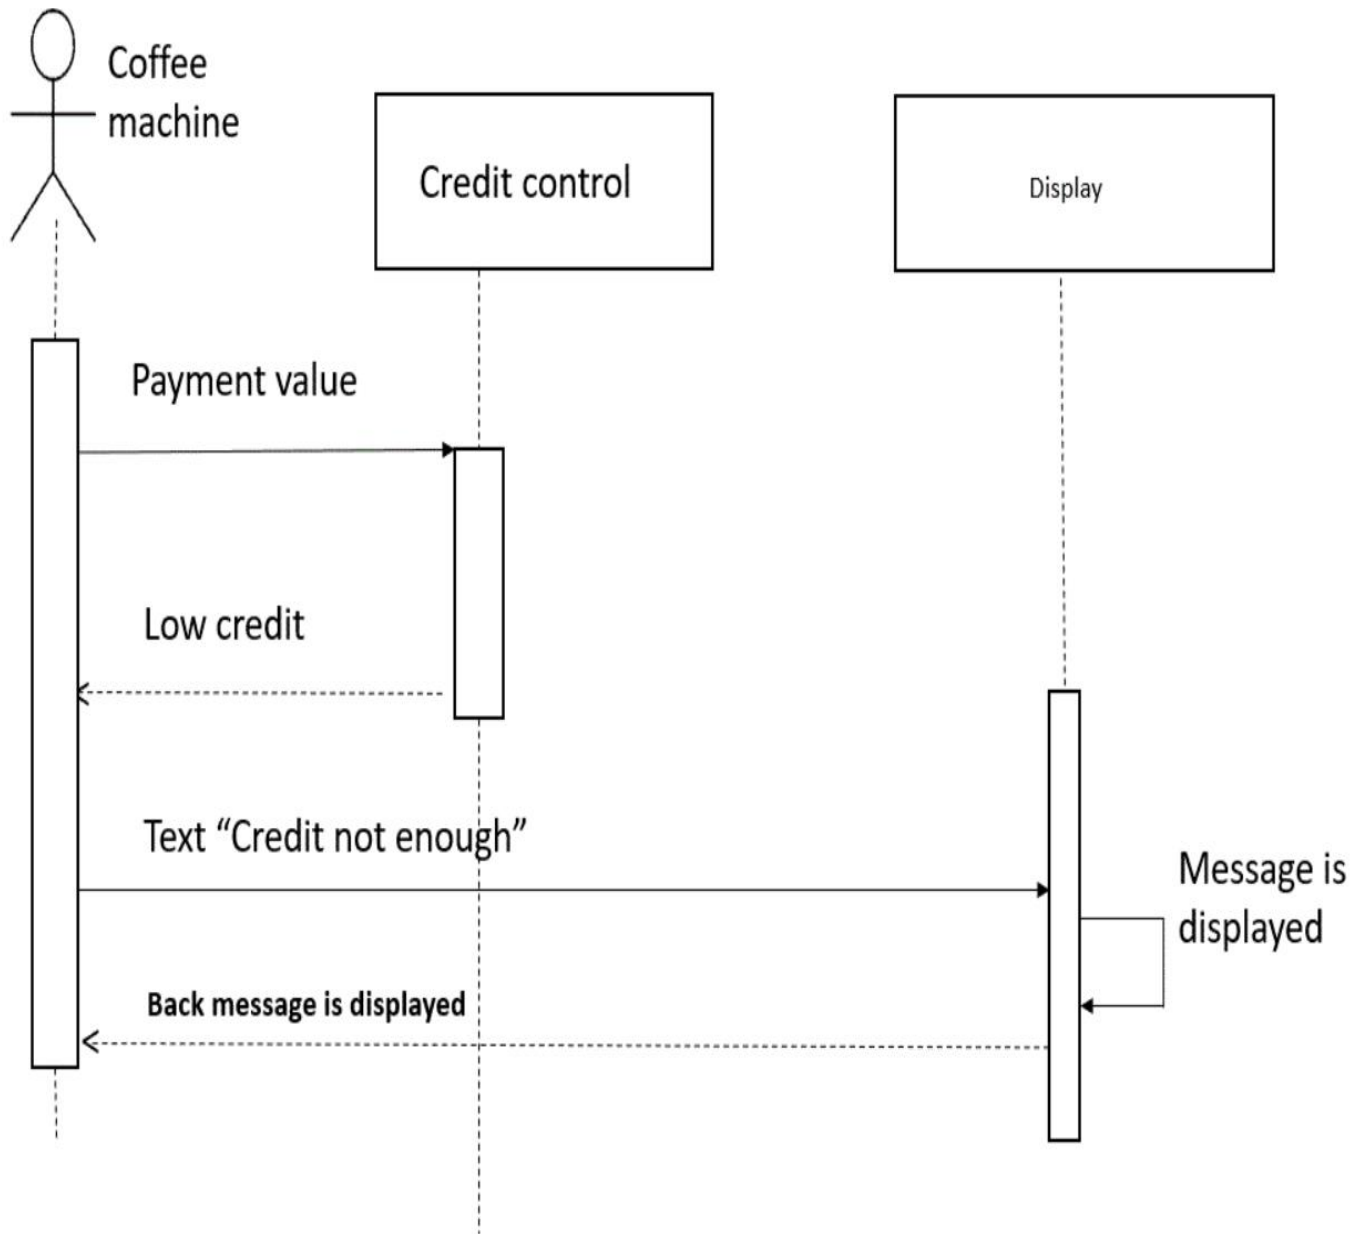 Coffee
machine
Credit control
Display
Payment value
Low credit
Text “Credit not enough”
Message is
displayed
Back message is displayed